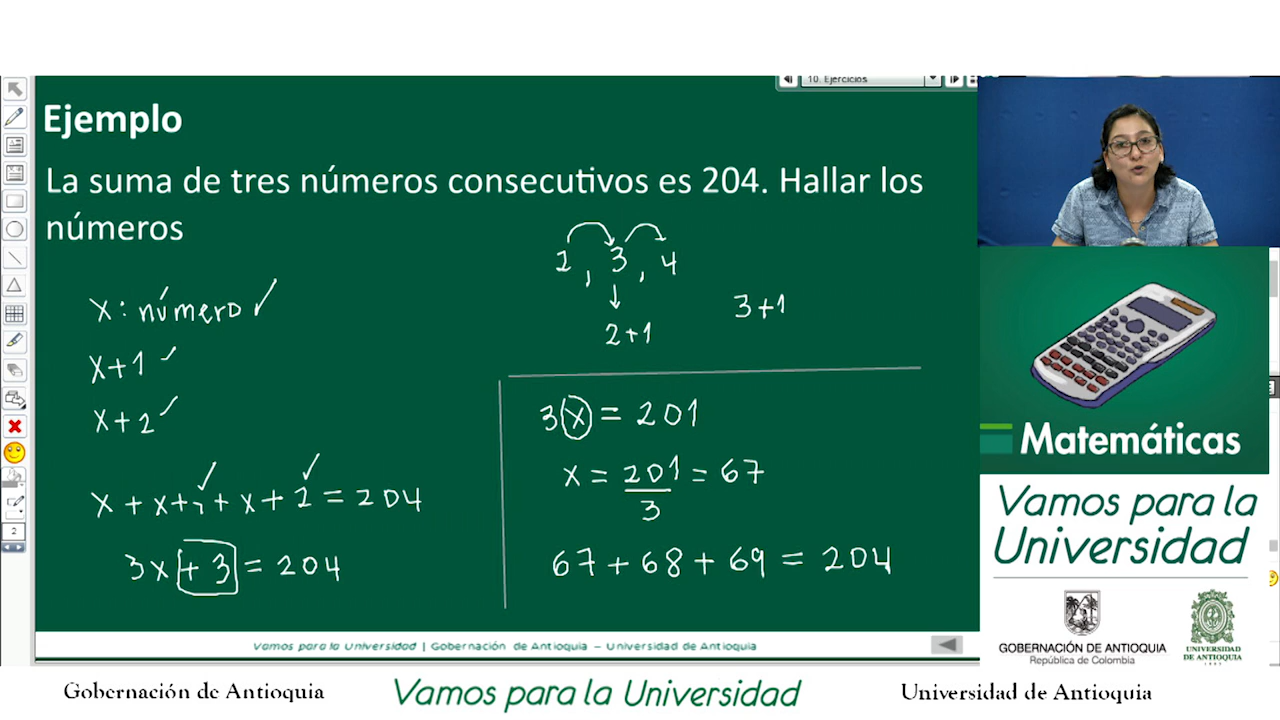 10. Ejercicios
Ejemplo
La suma de tres números consecutivos es 204. Hallar los
números
2 , 3 , 4
2+1
3+1
x: número ✓
x+1 ✓
x+2 ✓
x + x+1 + x+2 = 204
3x + 3 = 204
3x = 201
x = 201/3 = 67
67 + 68 + 69 = 204
2
Vamos para la Universidad | Gobernación de Antioquia – Universidad de Antioquia
Matemáticas
Vamos para la
Universidad
GOBERNACIÓN DE ANTIOQUIA
República de Colombia
UNIVERSIDAD
DE ANTIOQUIA
Gobernación de Antioquia
Vamos para la Universidad
Universidad de Antioquia